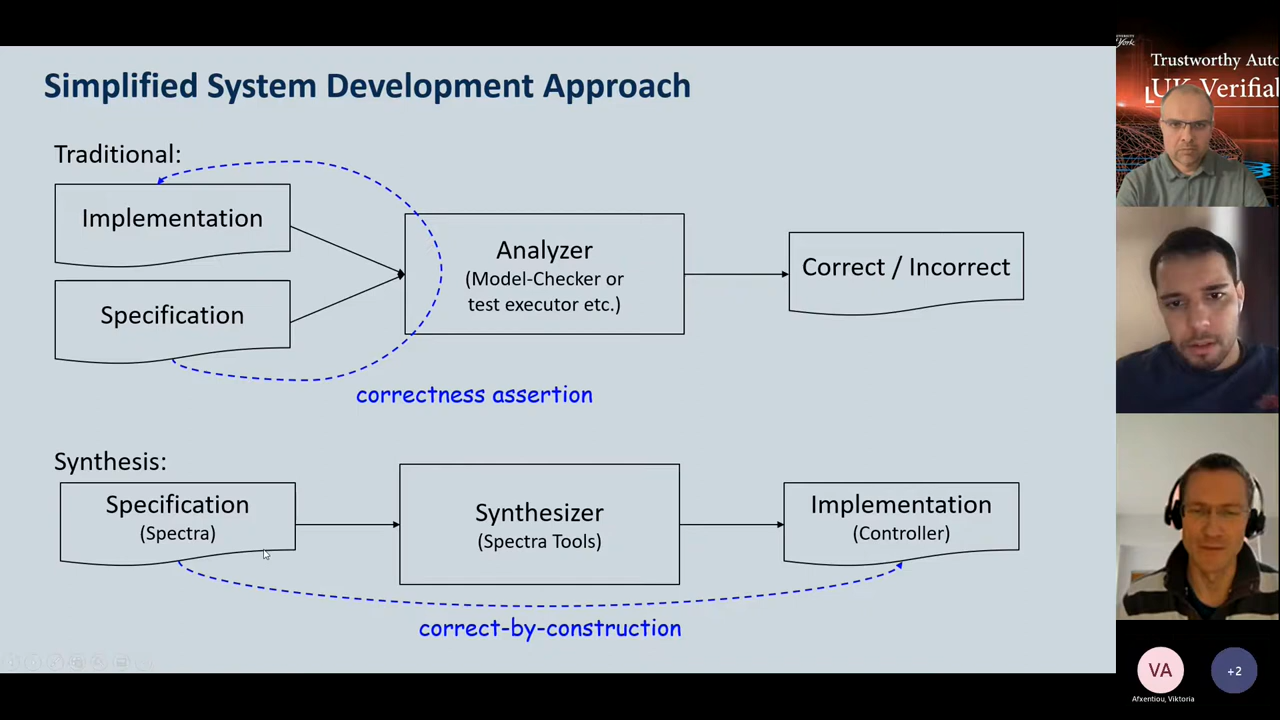 Simplified System Development Approach
Traditional:
Implementation
Specification
Analyzer
(Model-Checker or
test executor etc.)
Correct / Incorrect
correctness assertion
Synthesis:
Specification
(Spectra)
Synthesizer
(Spectra Tools)
Implementation
(Controller)
correct-by-construction
Trustworthy Auto
UK Verifiab
VA
+2
Afxentiou, Viktoria